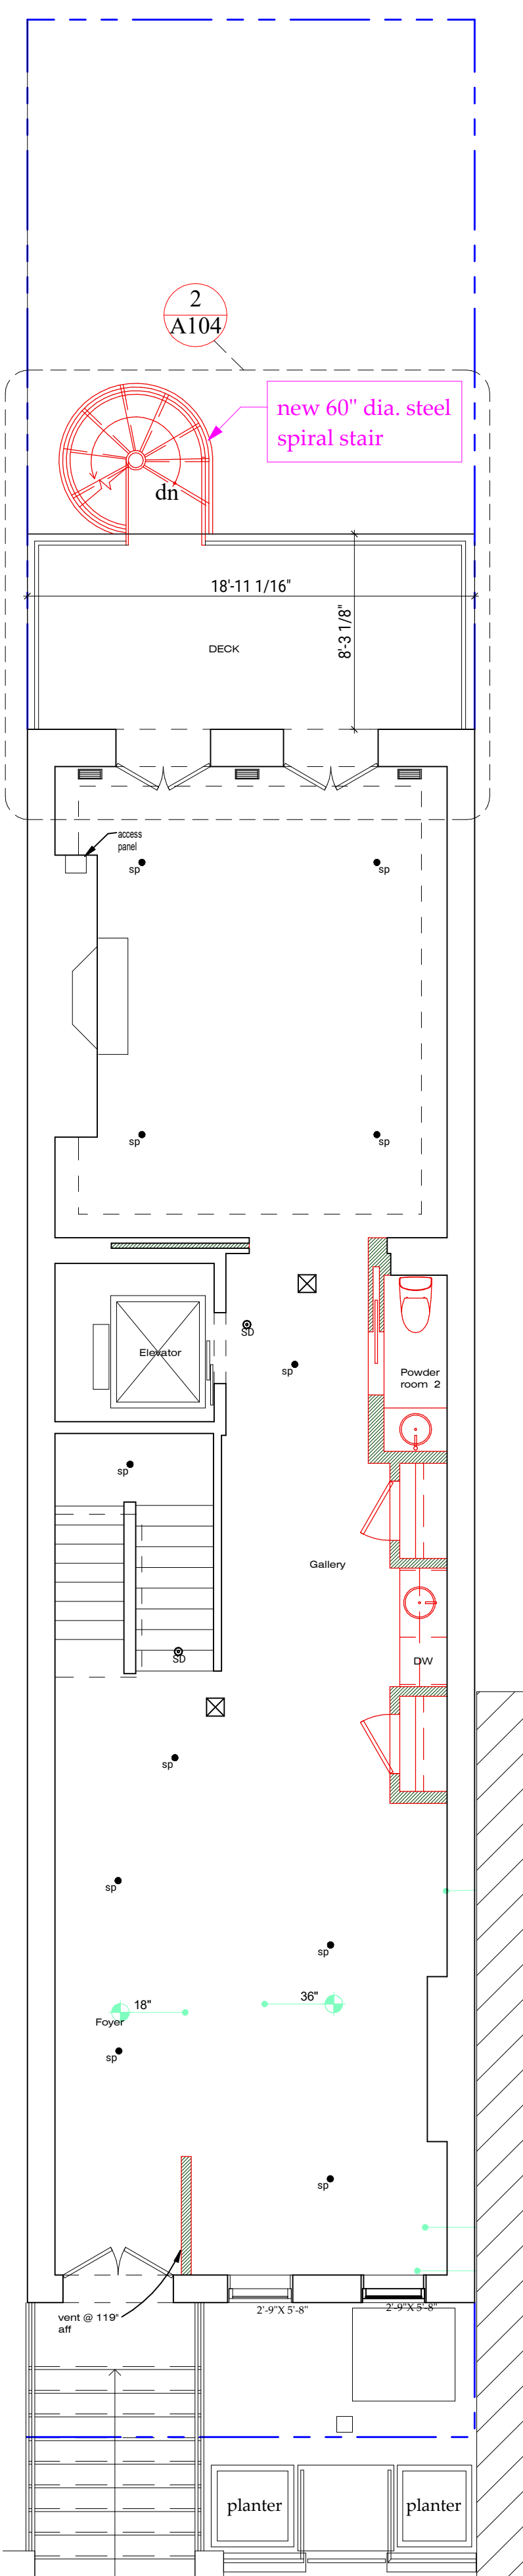 2
A104
new 60" dia. steel
spiral stair
dn
18'-11 1/16"
8'-3 1/8"
DECK
access
panel
sp
sp
sp
sp
SD
Elevator
sp
Powder
room 2
sp
Gallery
SD
DW
sp
sp
sp
18"
36"
Foyer
sp
sp
vent @ 119"
aff
2'-9"X 5'-8"
2'-9"X 5'-8"
planter
planter